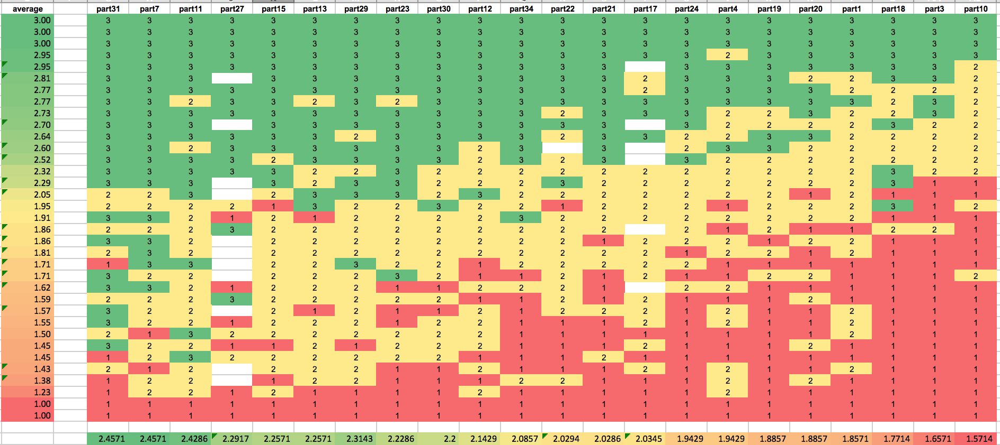 average part31 part7 part11 part27 part15 part13 part29 part23 part30 part12 part34 part22 part21 part17 part24 part4 part19 part20 part1 part18 part3 part10
3.00 3 3 3 3 3 3 3 3 3 3 3 3 3 3 3 3 3 3 3 3 3 3
3.00 3 3 3 3 3 3 3 3 3 3 3 3 3 3 3 3 3 3 3 3 3 3
3.00 3 3 3 3 3 3 3 3 3 3 3 3 3 3 3 3 3 3 3 3 3 3
2.95 3 3 3 3 3 3 3 3 3 3 3 3 3 3 3 2 3 3 3 3 3 3
2.95 3 3 3 3 3 3 3 3 3 3 3 3 3 3 3 3 3 3 3 3 2
2.81 3 3 3 3 3 3 3 3 3 3 3 3 2 3 3 3 2 2 3 3 2
2.77 3 3 3 3 3 3 3 3 3 3 3 3 3 2 3 3 3 3 2 2 2 2
2.77 3 3 2 3 3 2 3 2 3 3 3 3 3 3 3 3 3 3 3 2 3 2
2.73 3 3 3 3 3 3 3 3 3 3 3 2 3 3 3 2 2 3 2 2 3 2
2.70 3 3 3 3 3 3 3 3 3 3 3 3 3 2 2 2 2 3 2 2
2.64 3 3 3 3 3 3 2 3 3 3 3 2 3 3 2 2 3 3 2 2 2 2
2.60 3 3 2 3 3 3 3 3 3 2 3 3 2 3 3 2 2 2 2 2
2.52 3 3 3 3 2 3 3 3 3 2 3 2 3 3 2 2 2 2 2 2 2
2.32 3 3 3 3 3 2 2 3 2 2 2 2 2 2 2 2 2 2 2 3 2 2
2.29 3 3 3 3 2 3 3 2 2 2 3 2 2 2 2 2 2 2 3 1 1
2.05 2 2 3 2 3 3 3 2 3 2 2 2 2 2 2 2 1 2 1 1 1
1.95 2 2 2 2 1 3 2 2 3 2 2 1 2 2 2 1 2 2 2 3 1 2
1.91 3 3 2 1 2 1 2 2 2 2 3 2 2 2 2 2 2 2 2 1 1 1
1.86 2 2 2 3 2 2 2 2 2 2 2 2 2 2 1 2 1 1 2 2 1
1.86 3 3 2 2 2 2 2 2 2 2 2 1 2 2 2 1 2 2 1 1 1
1.81 2 3 2 2 2 2 2 2 2 2 2 2 2 1 2 2 1 2 1 1 1
1.71 1 3 3 2 2 3 2 2 1 2 2 2 2 2 1 1 1 1 1 1 1
1.71 3 2 2 2 2 2 3 2 1 1 2 1 2 1 1 2 2 1 1 1 2
1.62 3 3 2 1 2 2 2 1 1 2 2 2 1 2 2 1 1 1 1 1 1
1.59 2 2 2 3 2 2 2 2 2 1 1 2 1 2 1 1 1 2 1 1 1 1
1.57 3 2 2 2 1 2 1 1 2 1 2 2 2 1 2 1 1 2 1 1 1
1.55 3 2 2 1 2 2 2 1 2 2 1 1 1 2 1 2 1 1 2 1 1 1
1.50 2 1 3 2 2 2 2 2 2 2 1 1 1 1 1 1 1 1 2 1 1 1
1.45 3 2 2 1 1 2 1 2 2 2 1 1 1 2 1 1 1 2 1 1 1 1
1.45 1 2 3 2 2 2 2 2 2 1 1 1 2 1 1 1 1 1 1 1 1 1
1.43 2 1 2 2 2 2 1 1 2 1 1 1 2 1 2 1 1 2 1 1 1
1.38 1 2 2 1 2 2 1 1 1 2 2 1 1 1 2 1 2 1 1 1 1
1.23 1 2 2 1 2 1 1 1 1 2 1 1 1 1 1 2 1 1 1 1 1 1
1.00 1 1 1 1 1 1 1 1 1 1 1 1 1 1 1 1 1 1 1 1 1 1
1.00 1 1 1 1 1 1 1 1 1 1 1 1 1 1 1 1 1 1 1 1 1 1
2.4571 2.4571 2.4286 2.2917 2.2571 2.2571 2.3143 2.2286 2.2 2.1429 2.0857 2.0294 2.0286 2.0345 1.9429 1.9429 1.8857 1.8857 1.8571 1.7714 1.6571 1.5714